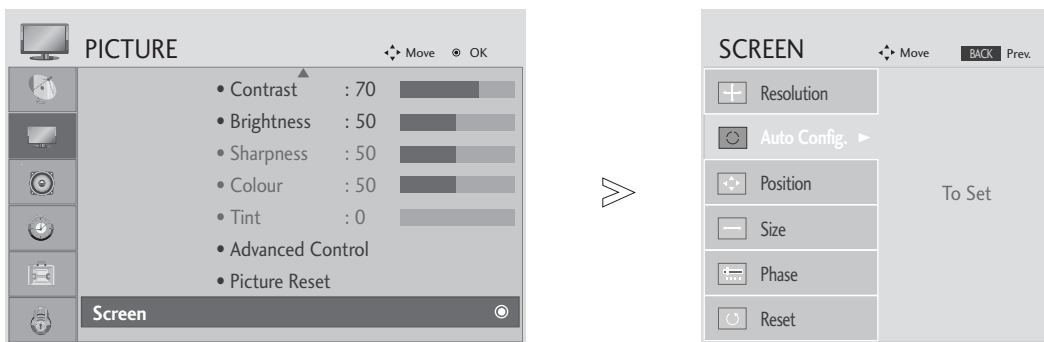 PICTURE
Move OK
• Contrast : 70
• Brightness : 50
• Sharpness : 50
• Colour : 50
• Tint : 0
• Advanced Control
• Picture Reset
Screen
SCREEN
Move BACK Prev.
Resolution
Auto Config.
Position
Size
Phase
Reset
To Set